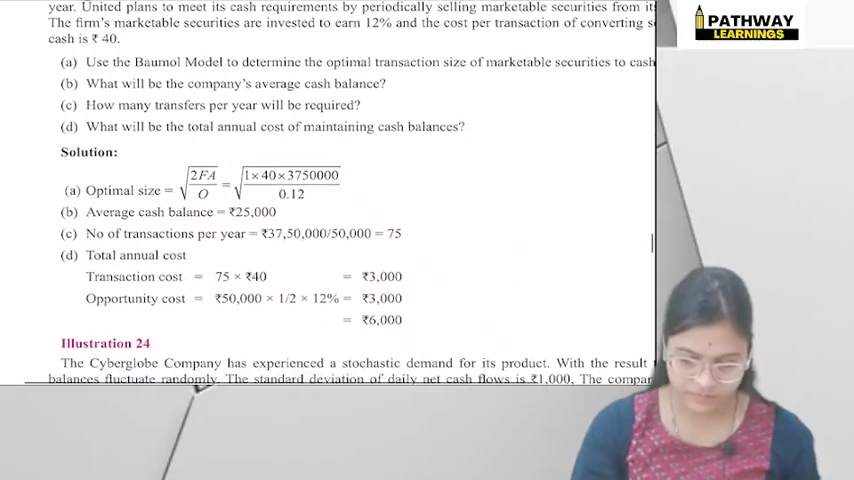 year. United plans to meet its cash requirements by periodically selling marketable securities from its
The firm's marketable securities are invested to earn 12% and the cost per transaction of converting
cash is ₹ 40.
(a) Use the Baumol Model to determine the optimal transaction size of marketable securities to cash
(b) What will be the company's average cash balance?
(c) How many transfers per year will be required?
(d) What will be the total annual cost of maintaining cash balances?
Solution:
(a) Optimal size = √(2FA/O) = √(1×40×3750000/0.12)
(b) Average cash balance = ₹25,000
(c) No of transactions per year = ₹37,50,000/50,000 = 75
(d) Total annual cost
Transaction cost = 75 × ₹40 = ₹3,000
Opportunity cost = ₹50,000 × 1/2 × 12% = ₹3,000
= ₹6,000
Illustration 24
The Cyberglobe Company has experienced a stochastic demand for its product. With the result
balances fluctuate randomly. The standard deviation of daily net cash flows is ₹1,000. The
PATHWAY
LEARNINGS